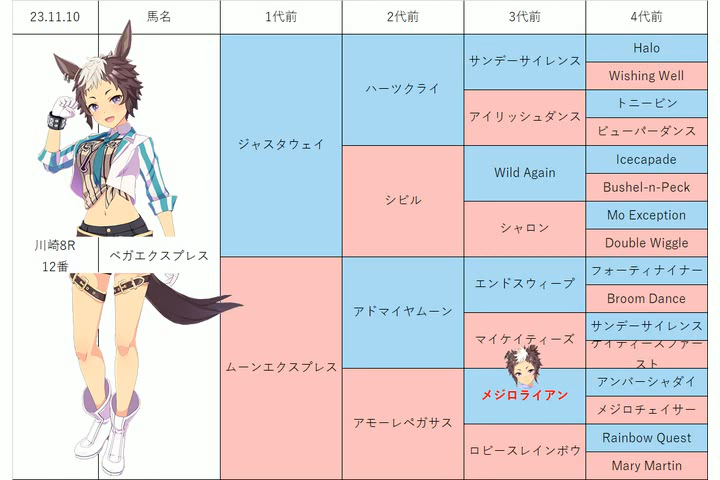 23.11.10 馬名 1代前 2代前 3代前 4代前
川崎8R
12番
ベガエクスプレス
ジャスタウェイ
ムーンエクスプレス
ハーツクライ
シビル
アドマイヤムーン
アモーレペガサス
サンデーサイレンス
アイリッシュダンス
Wild Again
シャロン
エンドスウィープ
マイケイティーズ
メジロライアン
ロビースレインボウ
Halo
Wishing Well
トニービン
ビューパーダンス
Icecapade
Bushel-n-Peck
Mo Exception
Double Wiggle
フォーティナイナー
Broom Dance
サンデーサイレンス
ケイティーズファー
スト
アンバーシャダイ
メジロチェイサー
Rainbow Quest
Mary Martin